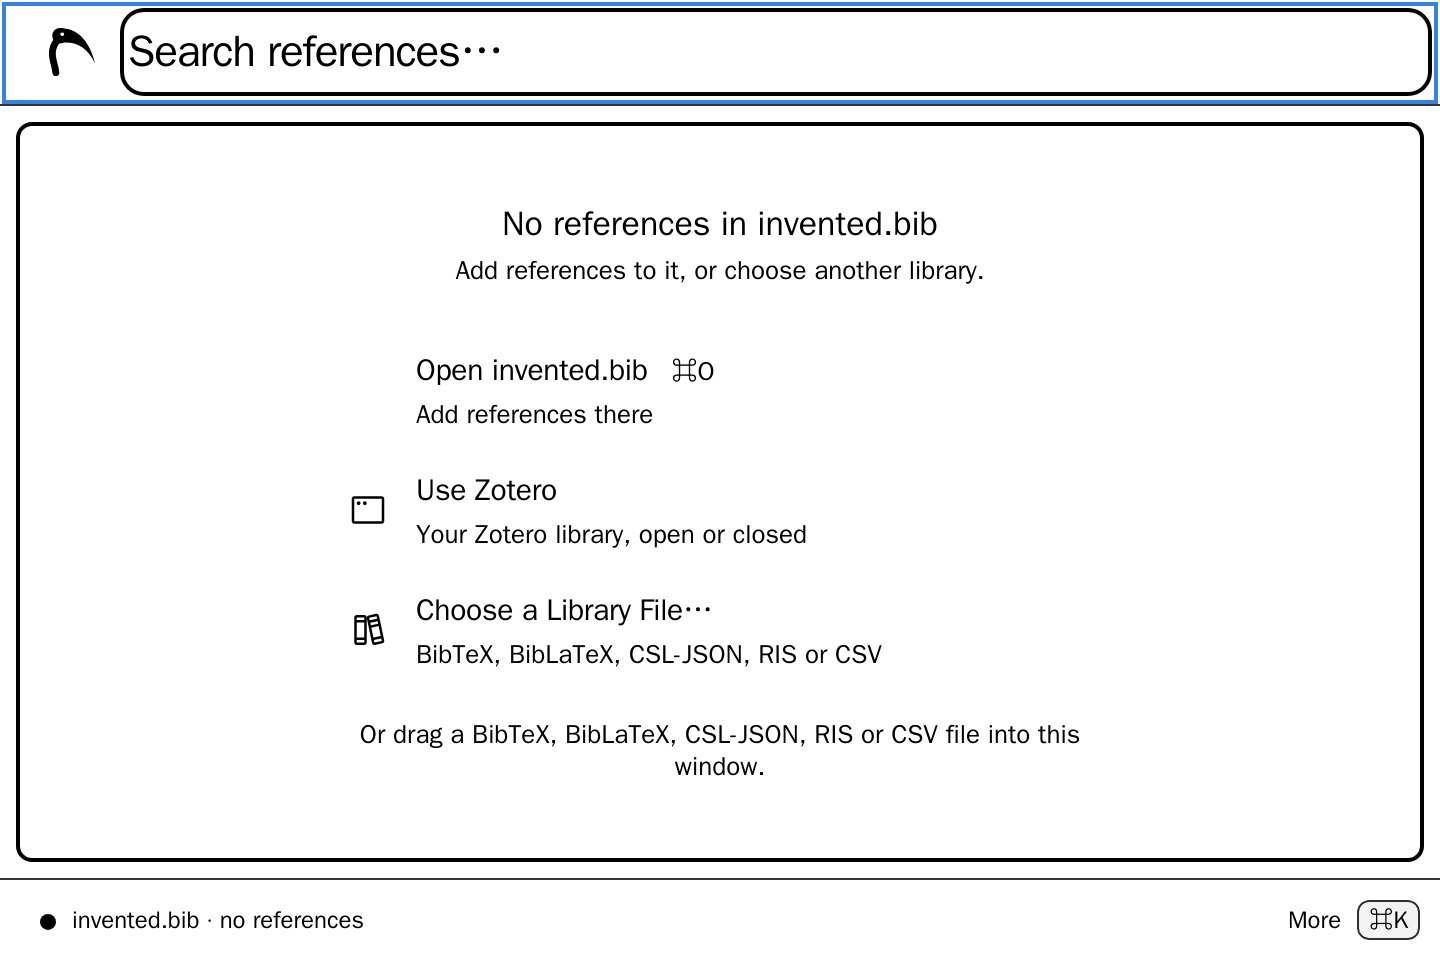 Search references…
No references in invented.bib
Add references to it, or choose another library.
Open invented.bib ⌘O
Add references there
Use Zotero
Your Zotero library, open or closed
Choose a Library File…
BibTeX, BibLaTeX, CSL-JSON, RIS or CSV
Or drag a BibTeX, BibLaTeX, CSL-JSON, RIS or CSV file into this
window.
invented.bib · no references
More ⌘K